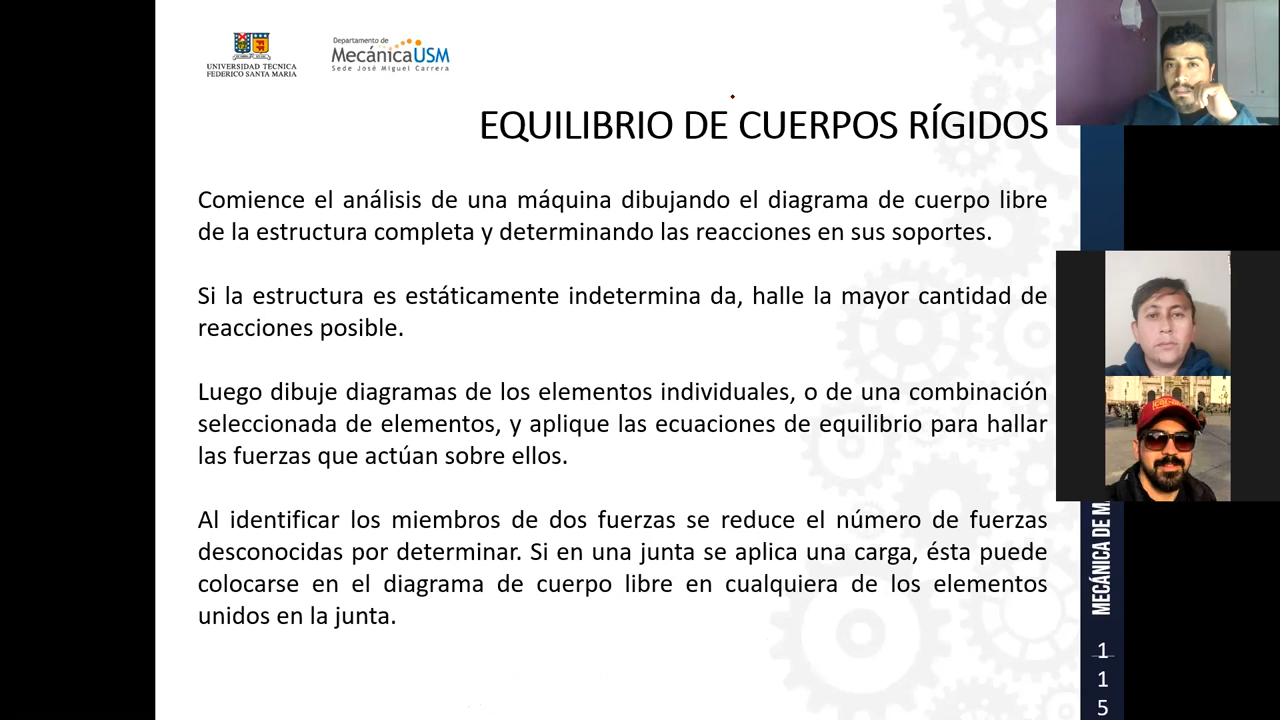 UNIVERSIDAD TECNICA
FEDERICO SANTA MARIA
Departamento de
MecánicaUSM
Sede José Miguel Carrera
EQUILIBRIO DE CUERPOS RÍGIDOS
Comience el análisis de una máquina dibujando el diagrama de cuerpo libre
de la estructura completa y determinando las reacciones en sus soportes.
Si la estructura es estáticamente indetermina da, halle la mayor cantidad de
reacciones posible.
Luego dibuje diagramas de los elementos individuales, o de una combinación
seleccionada de elementos, y aplique las ecuaciones de equilibrio para hallar
las fuerzas que actúan sobre ellos.
Al identificar los miembros de dos fuerzas se reduce el número de fuerzas
desconocidas por determinar. Si en una junta se aplica una carga, ésta puede
colocarse en el diagrama de cuerpo libre en cualquiera de los elementos
unidos en la junta.
MECÁNICA DE M
1
1
5